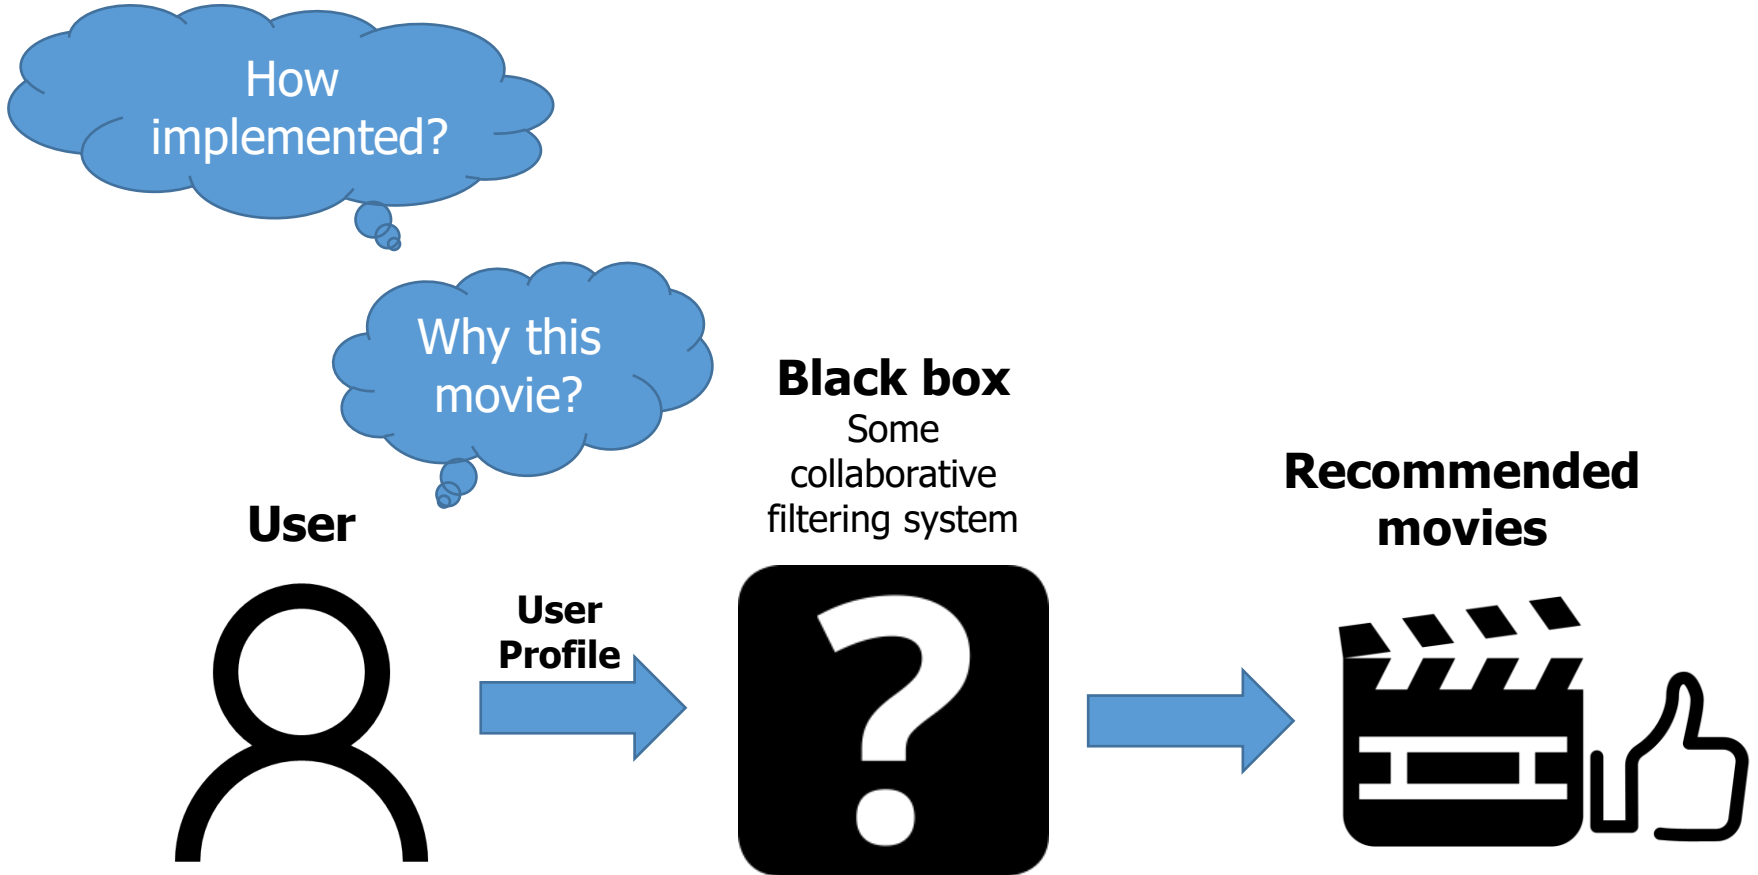 How
implemented?
Why this
movie?
User
User
Profile
Black box
Some
collaborative
filtering system
?
Recommended
movies